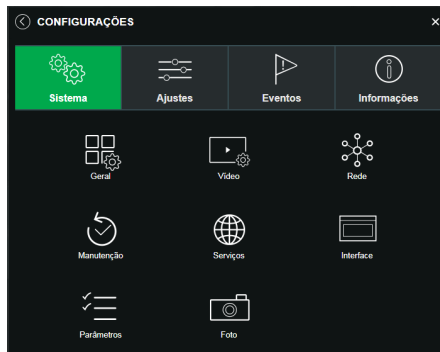 CONFIGURAÇÕES
Sistema Ajustes Eventos Informações
Geral Vídeo Rede
Manutenção Serviços Interface
Parâmetros Foto